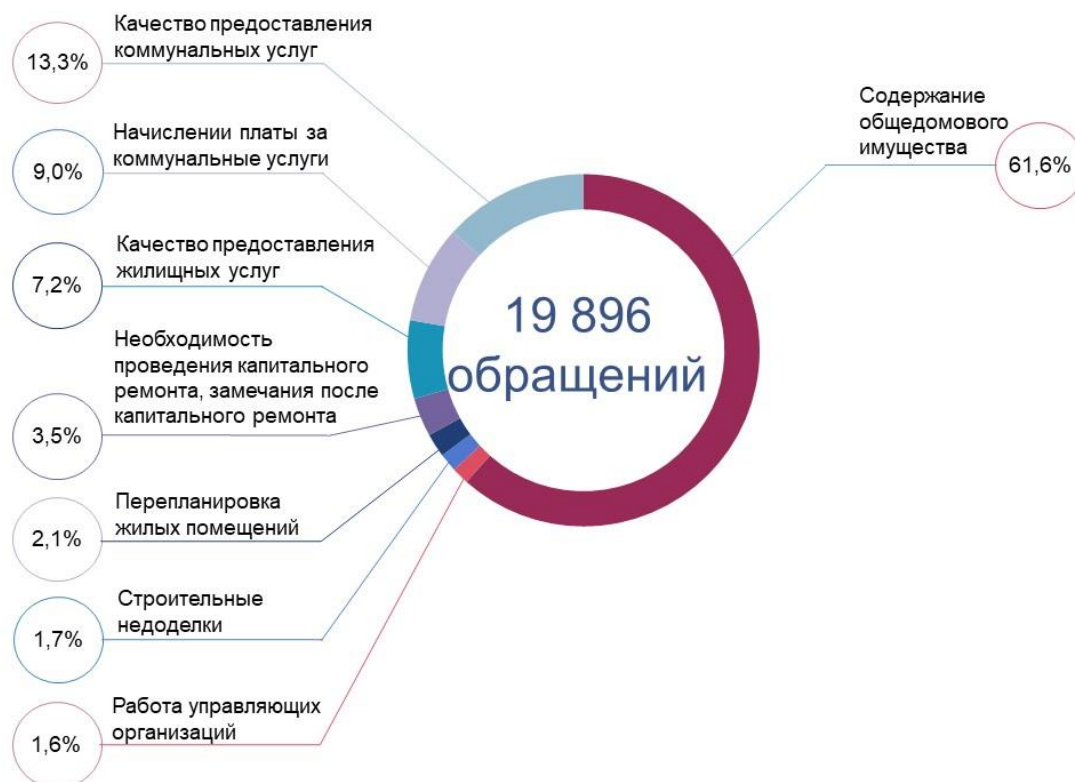 Качество предоставления
коммунальных услуг
13,3%
Содержание
общедомового
имущества
61,6%
Начислении платы за
коммунальные услуги
9,0%
Качество предоставления
жилищных услуг
7,2%
19 896
обращений
Необходимость
проведения капитального
ремонта, замечания после
капитального ремонта
3,5%
Перепланировка
жилых помещений
2,1%
Строительные
недоделки
1,7%
Работа управляющих
организаций
1,6%